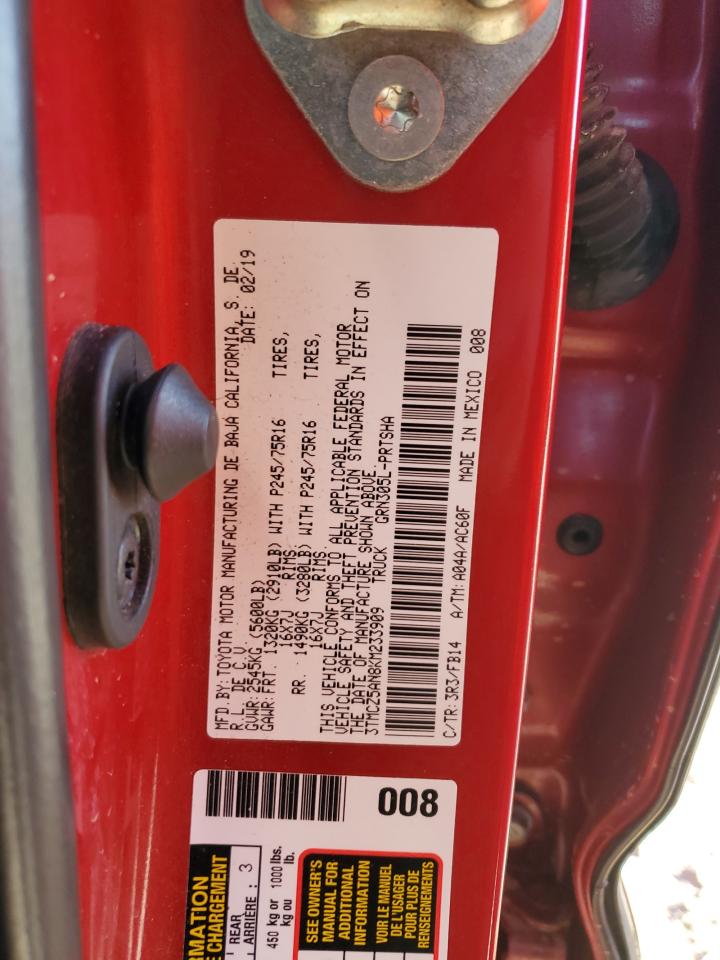 MFD.BY: TOYOTA MOTOR MANUFACTURING DE BAJA CALIFORNIA, S. DE
R.L. DE C.V. DATE: 02/19
GVWR: 2545KG (5600LB)
GAWR: FRT. 1320KG (2910LB) WITH P245/75R16 TIRES,
16X7J RIMS
RR. 1490KG (3280LB) WITH P245/75R16 TIRES,
16X7J RIMS.
THIS VEHICLE CONFORMS TO ALL APPLICABLE FEDERAL MOTOR
VEHICLE SAFETY AND THEFT PREVENTION STANDARDS IN EFFECT ON
THE DATE OF MANUFACTURE SHOWN ABOVE.
3TMCZ5AN8KM233909 TRUCK GRN305L-PRTSHA
C/TR: 3R3/FB14 A/TM: A04A/AC60F MADE IN MEXICO 008
008
REAR
ARRIÈRE : 3
450 kg or 1000 lbs.
kg ou lb.
SEE OWNER'S
MANUAL FOR
ADDITIONAL
INFORMATION
VOIR LE MANUEL
DE L'USAGER
POUR PLUS DE
RENSEIGNEMENTS